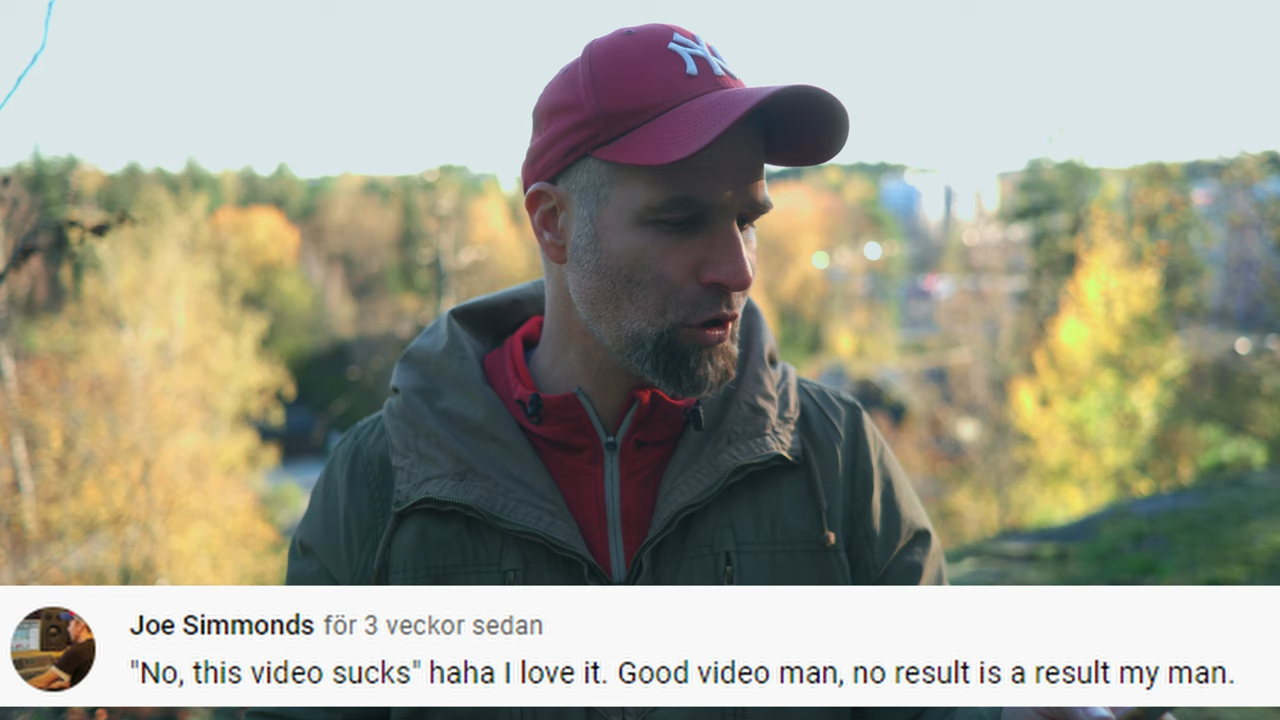 NY
Joe Simmonds för 3 veckor sedan
"No, this video sucks" haha I love it. Good video man, no result is a result my man.